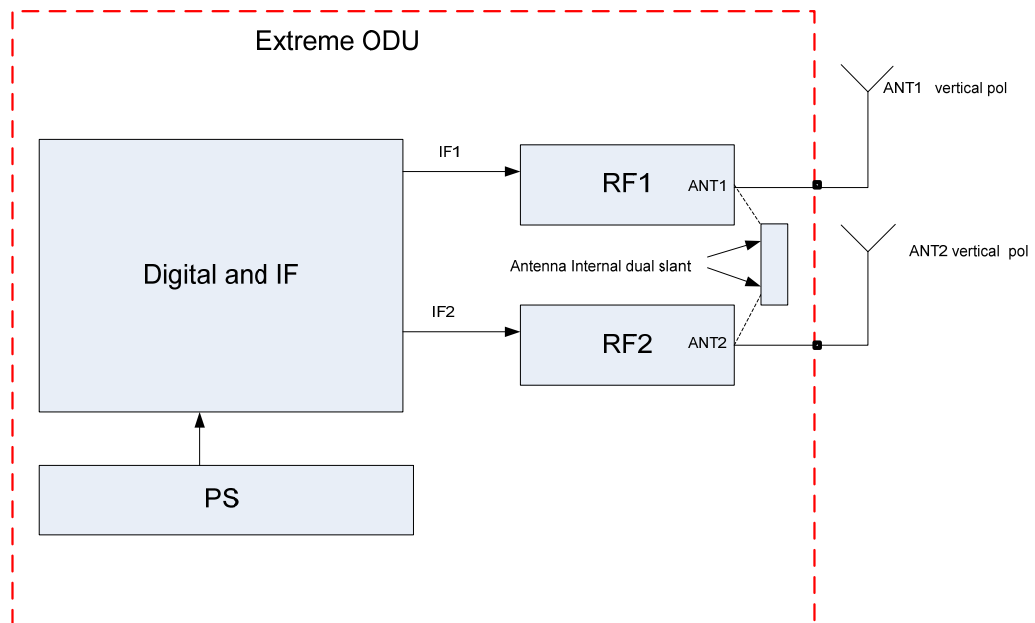 Extreme ODU
ANT1 vertical pol
IF1
RF1
ANT1
Digital and IF
Antenna Internal dual slant
ANT2 vertical pol
IF2
RF2
ANT2
PS